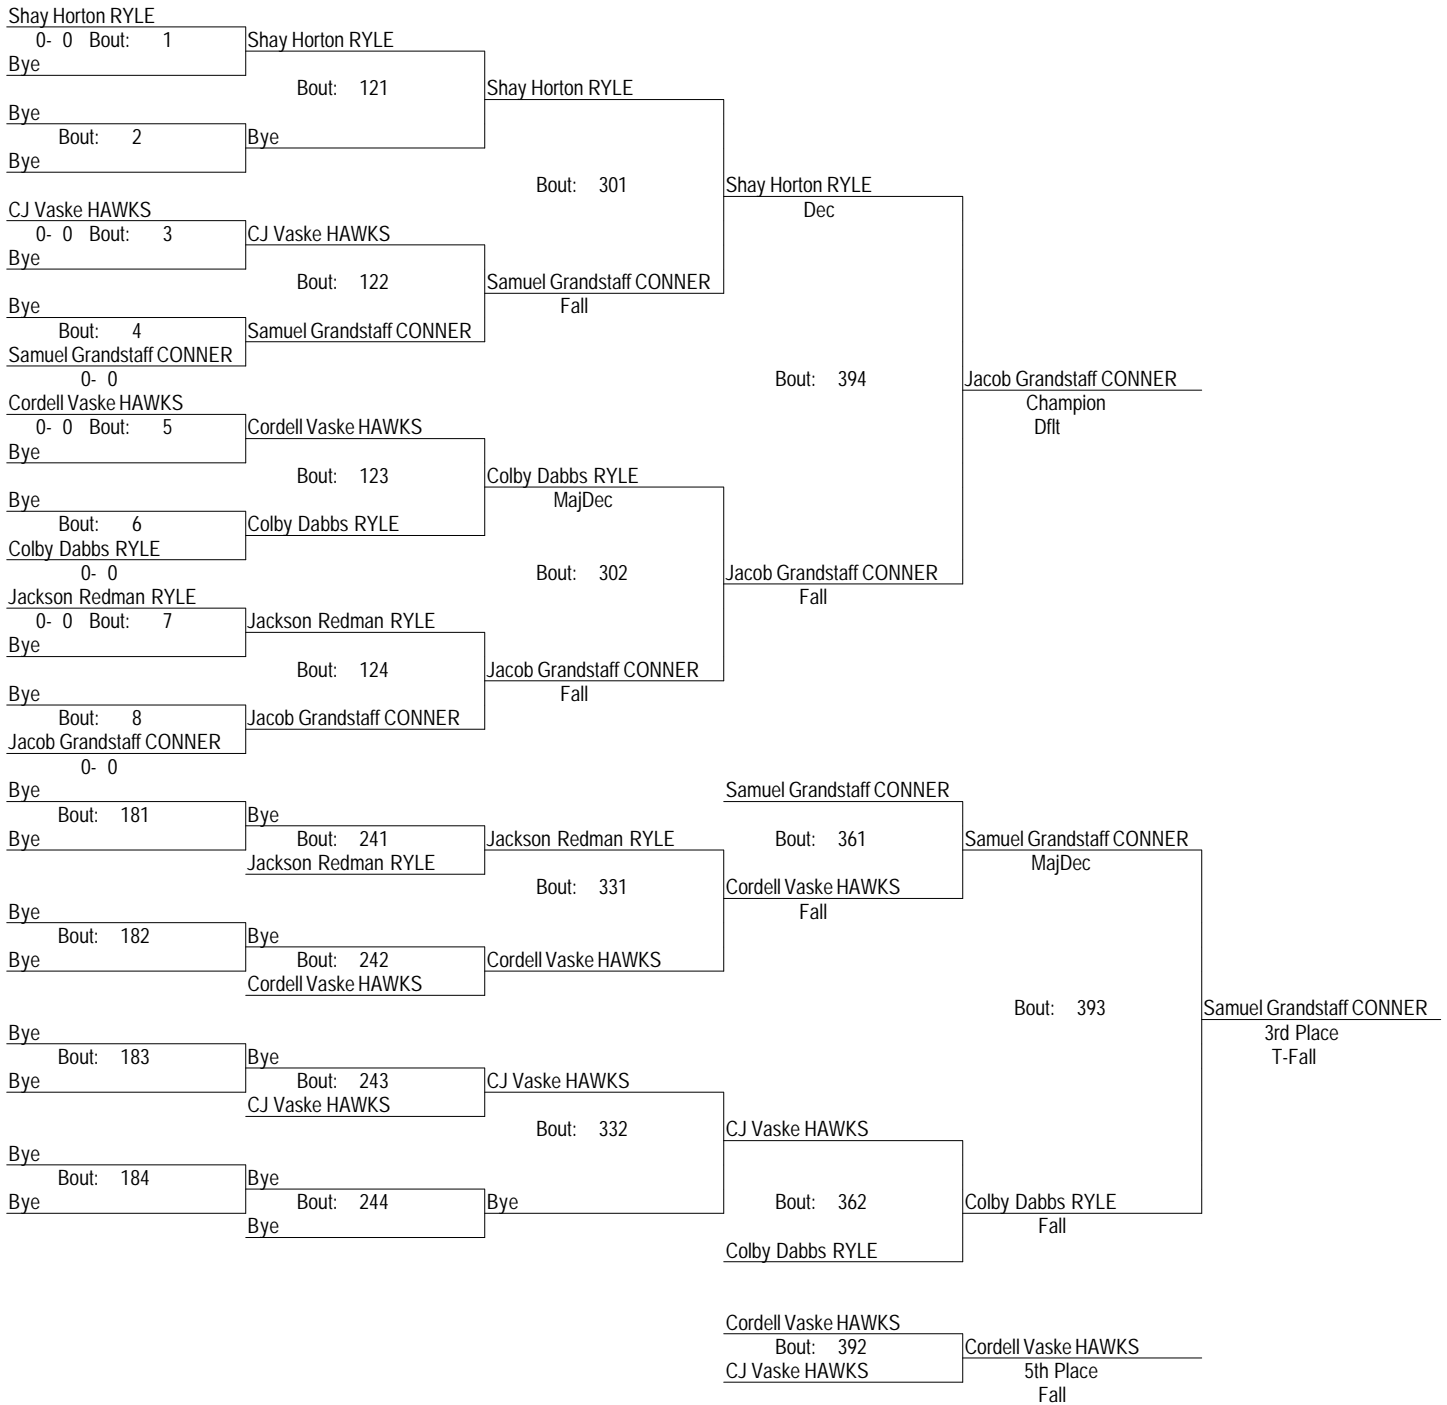 Shay Horton RYLE
0- 0 Bout: 1 Shay Horton RYLE
Bye
Bout: 121 Shay Horton RYLE
Bye
Bout: 2 Bye
Bye
Bout: 301 Shay Horton RYLE
CJ Vaske HAWKS Dec
0- 0 Bout: 3 CJ Vaske HAWKS
Bye
Bout: 122 Samuel Grandstaff CONNER
Bye Fall
Bout: 4 Samuel Grandstaff CONNER
Samuel Grandstaff CONNER
0- 0 Bout: 394 Jacob Grandstaff CONNER
Cordell Vaske HAWKS Champion
0- 0 Bout: 5 Cordell Vaske HAWKS Dflt
Bye
Bout: 123 Colby Dabbs RYLE
Bye MajDec
Bout: 6 Colby Dabbs RYLE
Colby Dabbs RYLE
0- 0 Bout: 302 Jacob Grandstaff CONNER
Jackson Redman RYLE Fall
0- 0 Bout: 7 Jackson Redman RYLE
Bye
Bout: 124 Jacob Grandstaff CONNER
Bye Fall
Bout: 8 Jacob Grandstaff CONNER
Jacob Grandstaff CONNER
0- 0
Bye Samuel Grandstaff CONNER
Bout: 181 Bye
Bye Bout: 241 Jackson Redman RYLE Bout: 361 Samuel Grandstaff CONNER
Jackson Redman RYLE MajDec
Bout: 331 Cordell Vaske HAWKS
Bye Fall
Bout: 182 Bye
Bye Bout: 242 Cordell Vaske HAWKS
Cordell Vaske HAWKS
Bout: 393 Samuel Grandstaff CONNER
Bye 3rd Place
Bout: 183 Bye T-Fall
Bye Bout: 243 CJ Vaske HAWKS
CJ Vaske HAWKS
Bout: 332 CJ Vaske HAWKS
Bye
Bout: 184 Bye
Bye Bout: 244 Bye Bout: 362 Colby Dabbs RYLE
Bye Fall
Colby Dabbs RYLE
Cordell Vaske HAWKS
Bout: 392 Cordell Vaske HAWKS
CJ Vaske HAWKS 5th Place
Fall